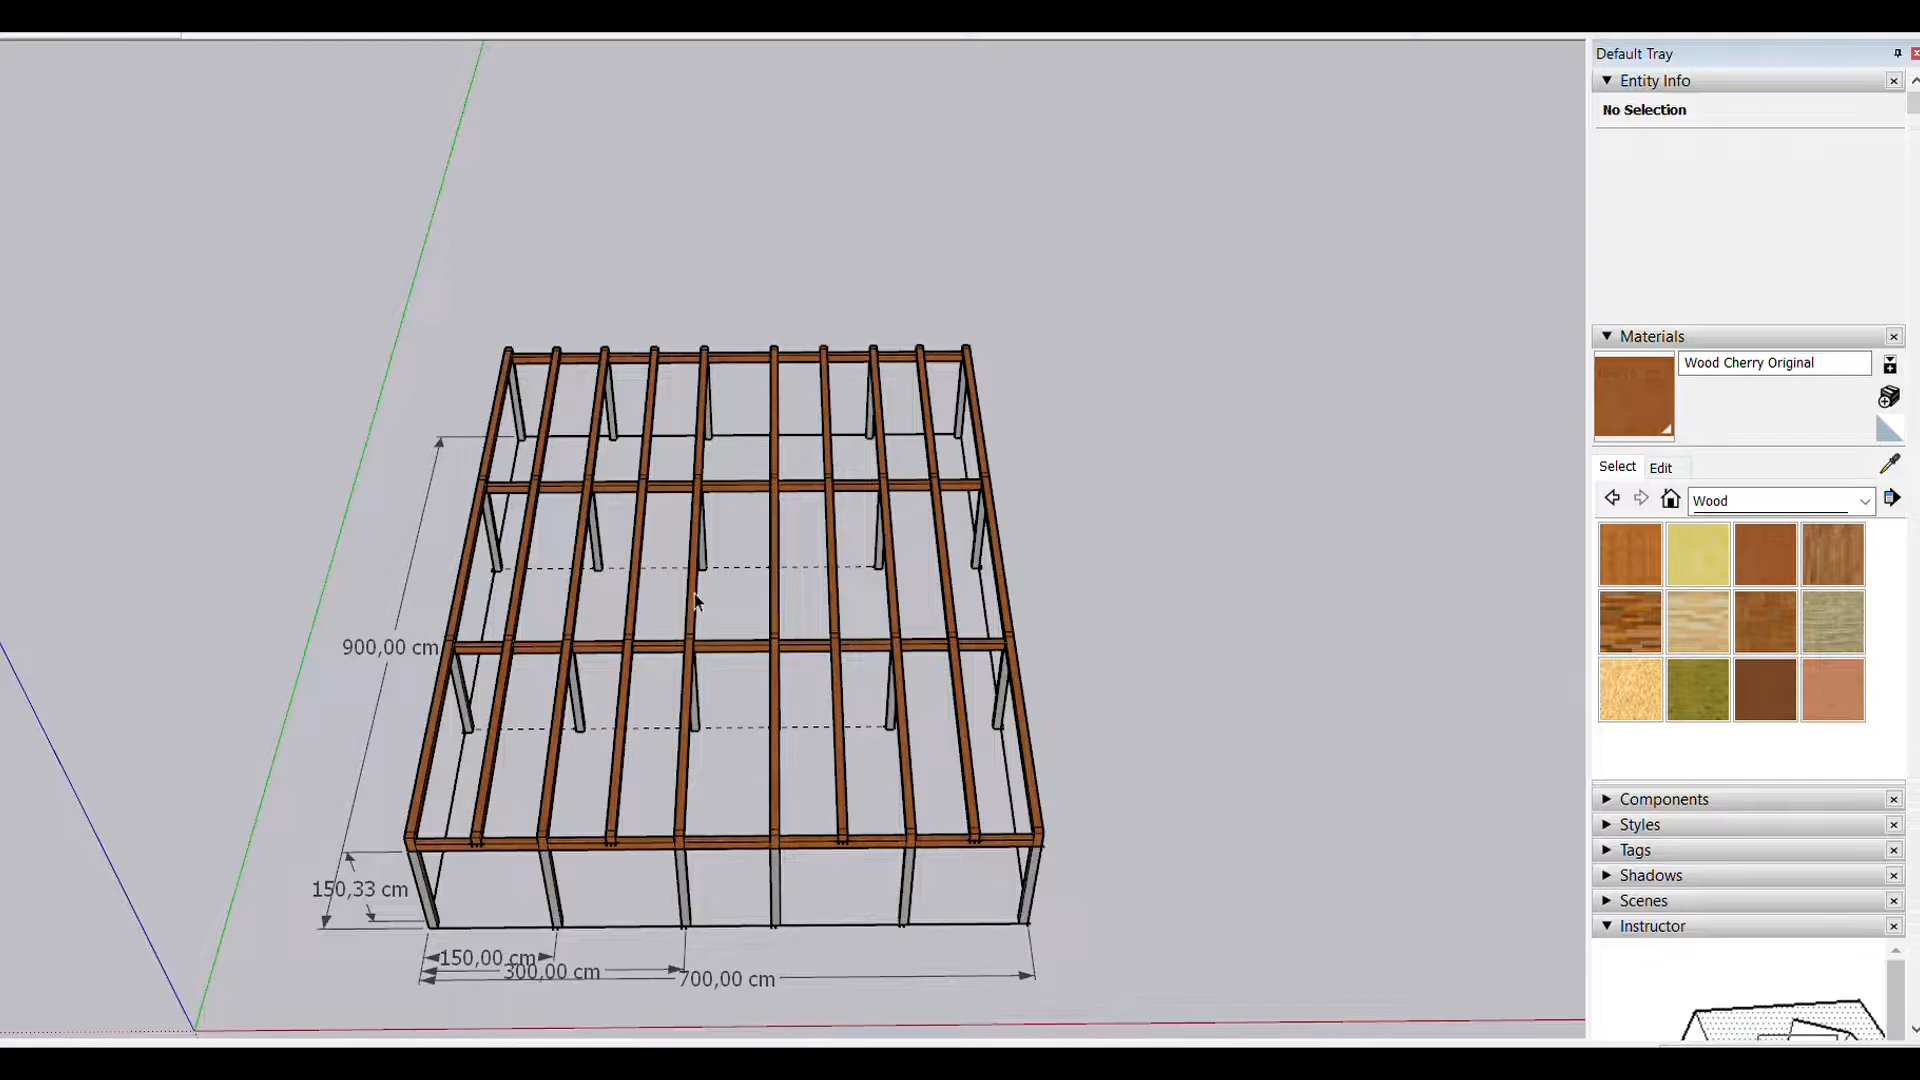 Default Tray
Entity Info
No Selection
Materials
Wood Cherry Original
Select Edit
Wood
900,00 cm
150,33 cm
150,00 cm
300,00 cm
700,00 cm
Components
Styles
Tags
Shadows
Scenes
Instructor